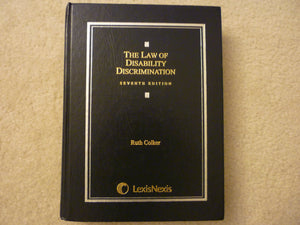 THE LAW OF
DISABILITY
DISCRIMINATION
SEVENTH EDITION
Ruth Colker
LexisNexis